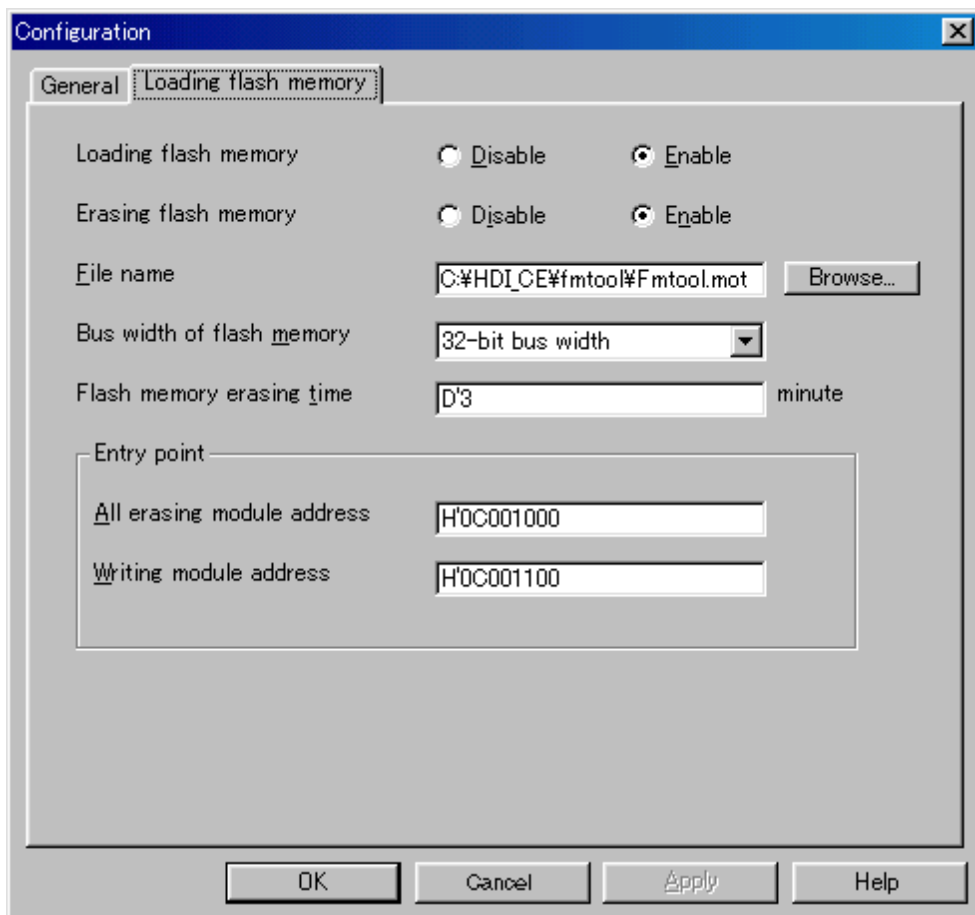 Configuration
General Loading flash memory
Loading flash memory Disable Enable
Erasing flash memory Disable Enable
File name C:¥HDI_CE¥fmtool¥Fmtool.mot Browse...
Bus width of flash memory 32-bit bus width
Flash memory erasing time D'3 minute
Entry point
All erasing module address H'0C001000
Writing module address H'0C001100
OK Cancel Apply Help